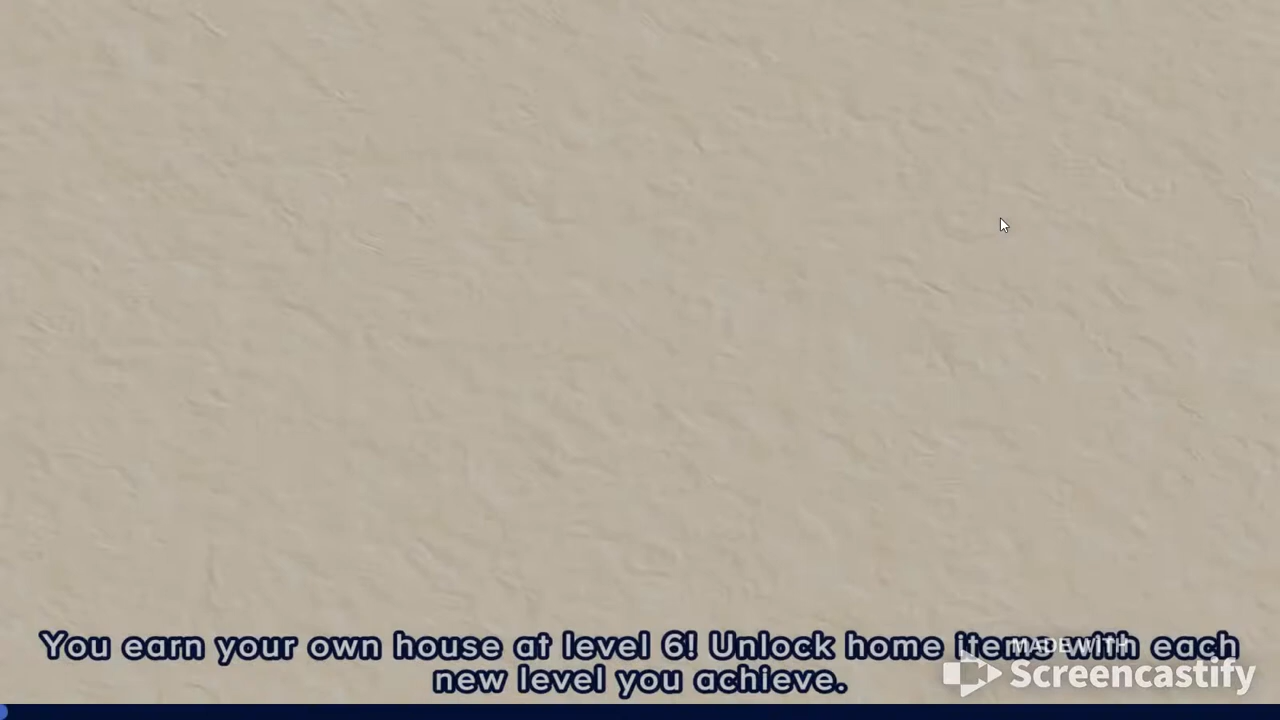 You earn your own house at level 6! Unlock home items with each
new level you achieve.
MADE WITH
Screencastify